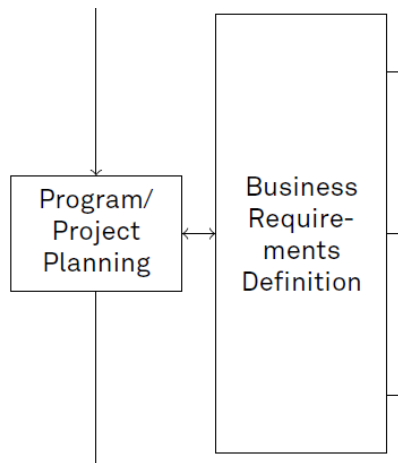 Program/
Project
Planning
Business
Require-
ments
Definition